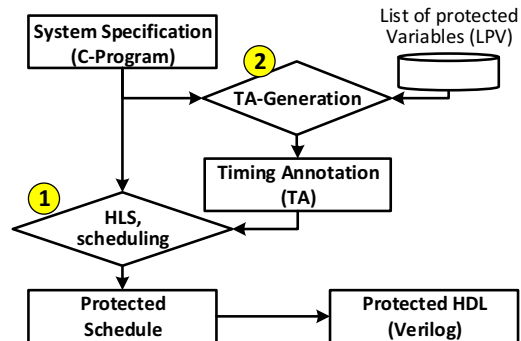 System Specification
(C-Program)
List of protected
Variables (LPV)
2
TA-Generation
Timing Annotation
(TA)
1
HLS,
scheduling
Protected
Schedule
Protected HDL
(Verilog)